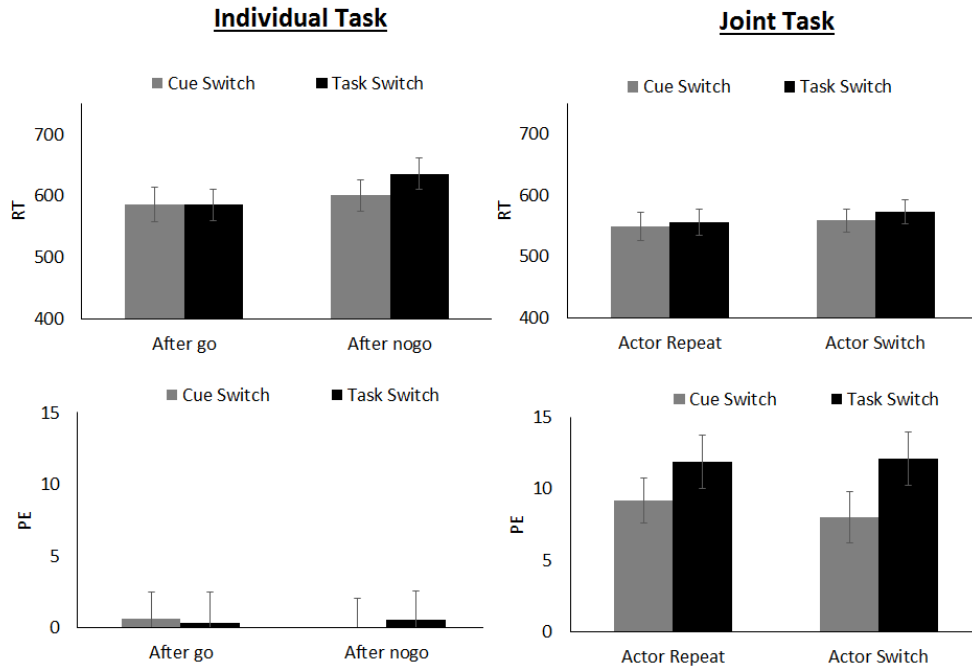 Individual Task
Joint Task
Cue Switch Task Switch
Cue Switch Task Switch
700
600
500
400
RT
After go After nogo
700
600
500
400
RT
Actor Repeat Actor Switch
Cue Switch Task Switch
15
10
5
0
PE
After go After nogo
Cue Switch Task Switch
15
10
5
0
PE
Actor Repeat Actor Switch